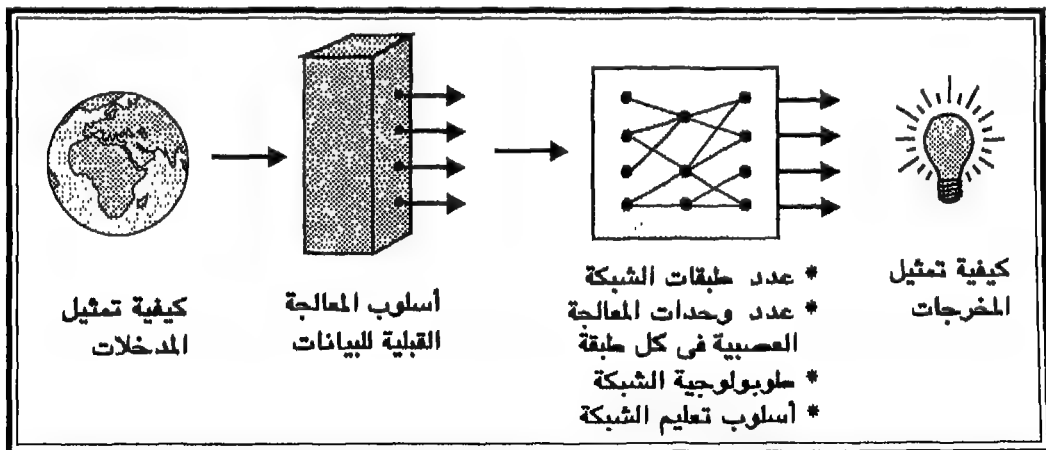 كيفية تمثيل
المدخلات
أسلوب المعالجة
القبلية للبيانات
* عدد طبقات الشبكة
* عدد وحدات المعالجة
العصبية فى كل طبقة
* طوبولوجية الشبكة
* أسلوب تعليم الشبكة
كيفية تمثيل
المخرجات